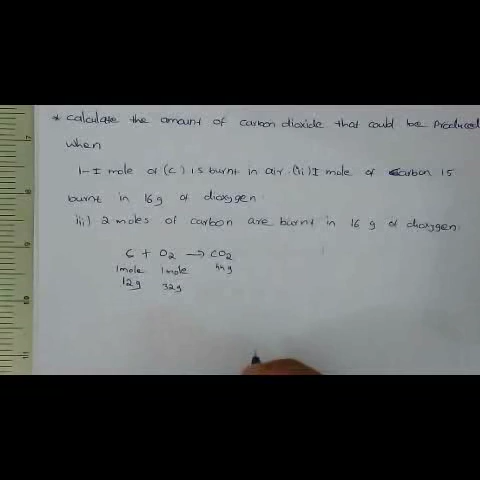 * Calculate the amount of carbon dioxide that could be produced
when
1- I mole of (c) is burnt in air. (ii) I mole of carbon is
burnt in 16g of dioxygen
iii) 2 moles of carbon are burnt in 16 g of dioxygen.
C + O2 → CO2
1mole 1mole 44g
12g 32g